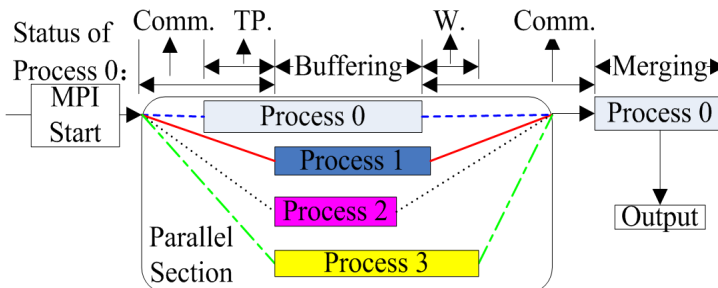 Status of
Process 0:
Comm.
TP.
Buffering
W.
Comm.
Merging
MPI
Start
Process 0
Process 1
Process 2
Process 3
Parallel
Section
Process 0
Output